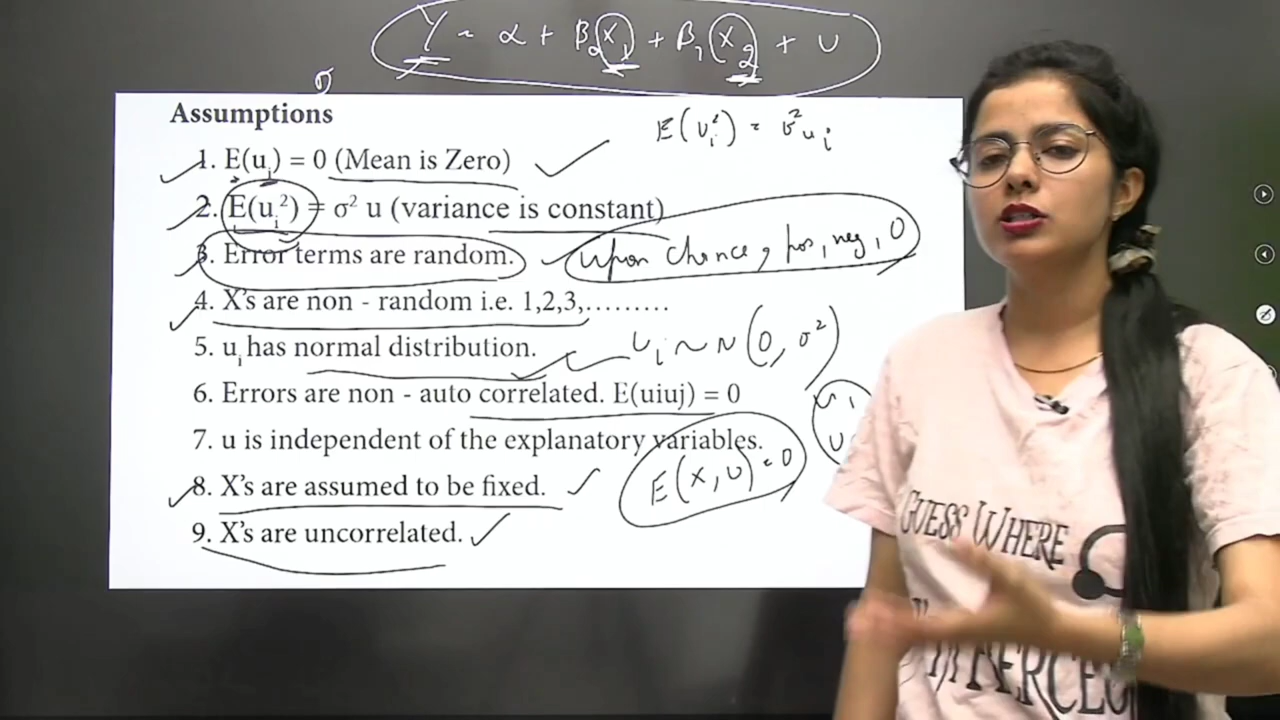 Y = α + β₀(X₁) + β₁(X₂) + U
σ
Assumptions
E(Uᵢ²) = σ²uᵢ
1. E(uᵢ) = 0 (Mean is Zero)
2. E(uᵢ²) = σ² u (variance is constant)
3. Error terms are random.
upon chance, pos, neg, 0
4. X's are non - random i.e. 1,2,3,.........
5. uᵢ has normal distribution.
Uᵢ ~ N(0, σ²)
6. Errors are non - auto correlated. E(uiuj) = 0
7. u is independent of the explanatory variables.
E(X, U) = 0
8. X's are assumed to be fixed.
9. X's are uncorrelated.
GUESS WHERE